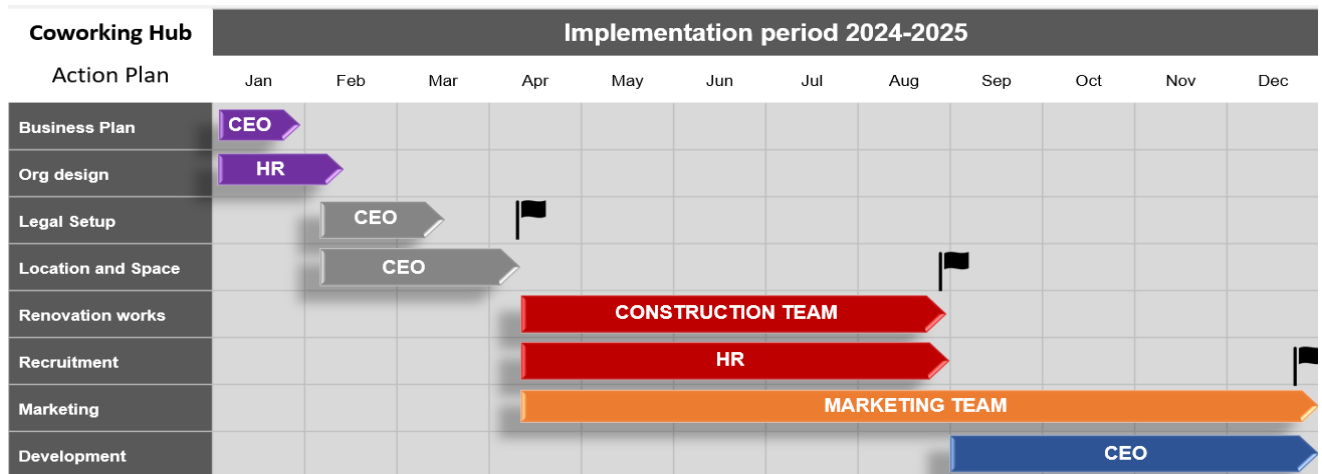 Coworking Hub
Implementation period 2024-2025
Action Plan
Jan Feb Mar Apr May Jun Jul Aug Sep Oct Nov Dec
Business Plan
CEO
Org design
HR
Legal Setup
CEO
Location and Space
CEO
Renovation works
CONSTRUCTION TEAM
Recruitment
HR
Marketing
MARKETING TEAM
Development
CEO